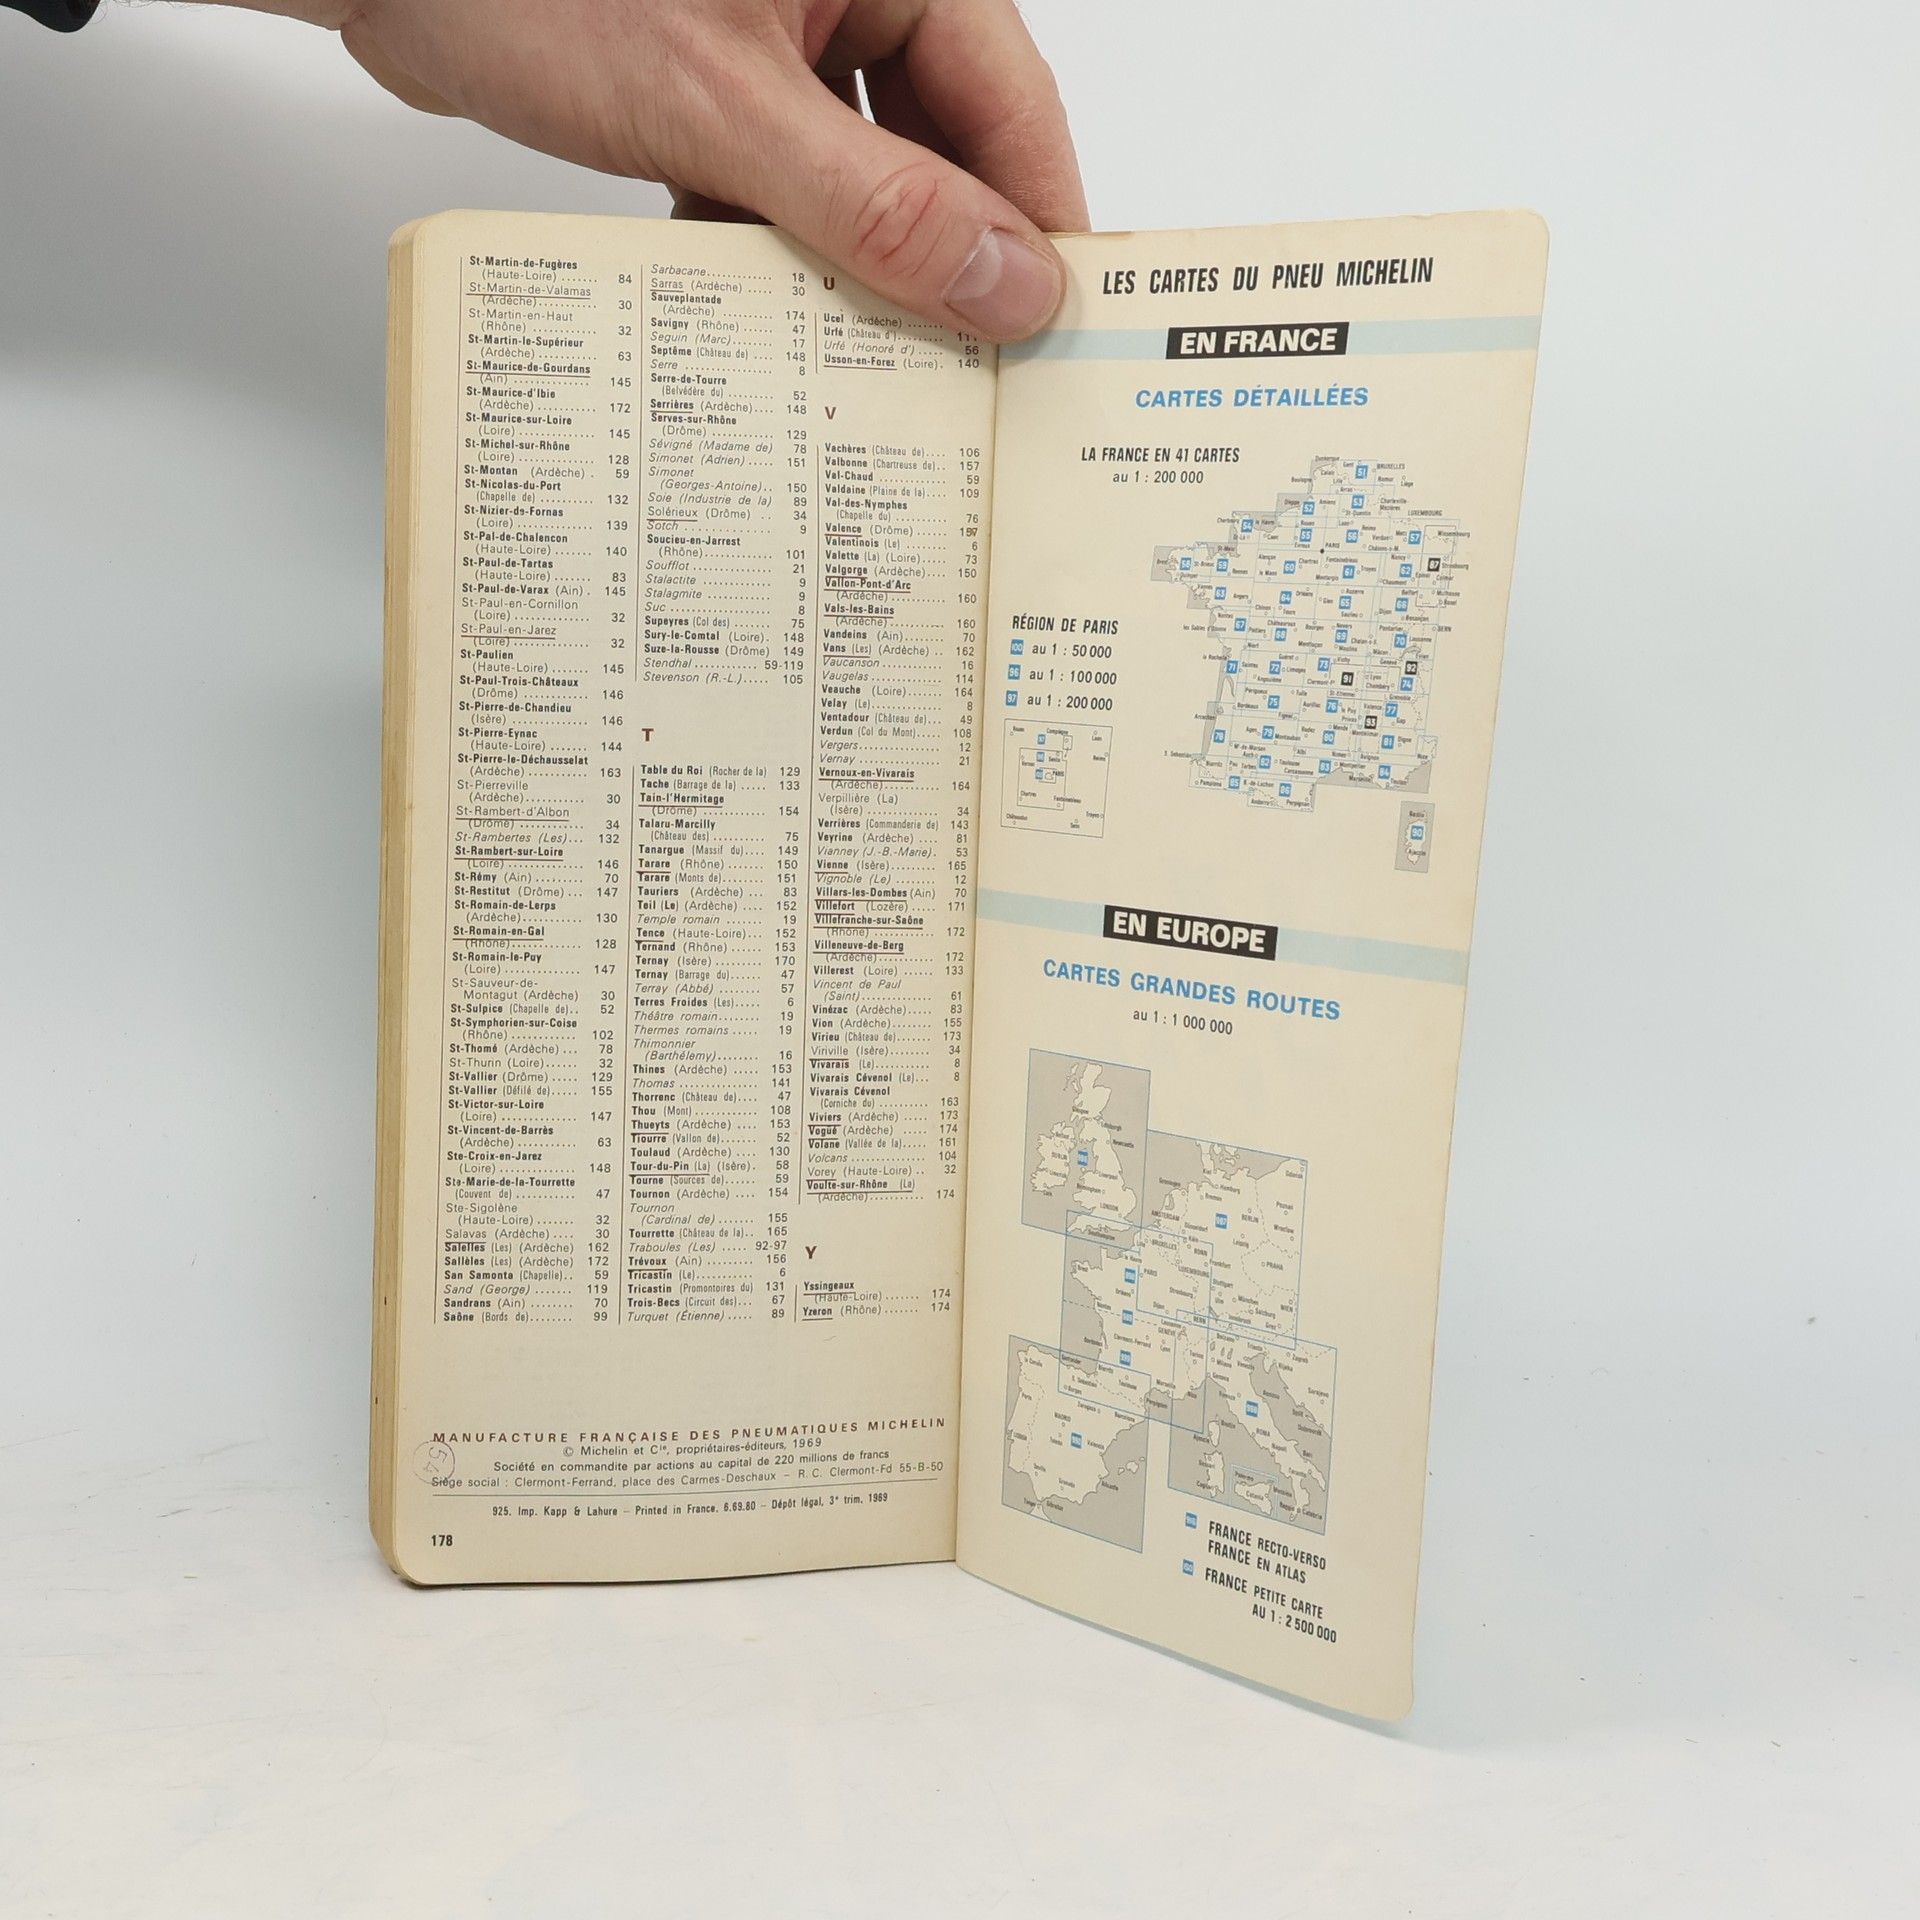 St-Martin-de-Fugères
(Haute-Loire) ....... 84
St-Martin-de-Valamas
(Ardèche)........... 30
St-Martin-en-Haut
(Rhône) ............ 32
St-Martin-le-Supérieur
(Ardèche) .......... 63
St-Maurice-de-Gourdans
(Ain) .............. 145
St-Maurice-d'Ibie
(Ardèche) .......... 172
St-Maurice-sur-Loire
(Loire) ............ 145
St-Michel-sur-Rhône
(Loire) ............ 128
St-Montan (Ardèche) . 59
St-Nicolas-du-Port
(Chapelle de) ....... 132
St-Nizier-de-Fornas
(Loire) ............ 139
St-Pal-de-Chalencon
(Haute-Loire) ....... 140
St-Paul-de-Tartas
(Haute-Loire) ...... 83
St-Paul-de-Varax (Ain) . 145
St-Paul-en-Cornillon
(Loire) ............ 32
St-Paul-en-Jarez
(Loire) ............ 32
St-Paulien
(Haute-Loire) ...... 145
St-Paul-Trois-Châteaux
(Drôme) ........... 146
St-Pierre-de-Chandieu
(Isère) ............. 146
St-Pierre-Eynac
(Haute-Loire) ...... 144
St-Pierre-le-Déchausselat
(Ardèche) .......... 163
St-Pierreville
(Ardèche) .......... 30
St-Rambert-d'Albon
(Drôme) ............ 34
St-Rambertes (Les)... 132
St-Rambert-sur-Loire
(Loire) ............ 146
St-Rémy (Ain) ....... 70
St-Restitut (Drôme) ... 147
St-Romain-de-Lerps
(Ardèche)........... 130
St-Romain-en-Gal
(Rhône)............. 128
St-Romain-le-Puy
(Loire) ............. 147
St-Sauveur-de-
Montagut (Ardèche) 30
St-Sulpice (Chapelle de).. 52
St-Symphorien-sur-Coise
(Rhône) ............ 102
St-Thomé (Ardèche) ... 78
St-Thurin (Loire) ...... 32
St-Vallier (Drôme) ..... 129
St-Vallier (Défilé de)..... 155
St-Victor-sur-Loire
(Loire) ............. 147
St-Vincent-de-Barrès
(Ardèche) .......... 63
Ste-Croix-en-Jarez
(Loire) ............. 148
Ste-Marie-de-la-Tourrette
(Couvent de) ........ 47
Ste-Sigolène
(Haute-Loire) ....... 32
Salavas (Ardèche) .... 30
Salelles (Les) (Ardèche) 162
Sallèles (Les) (Ardèche) 172
San Samonta (Chapelle).. 59
Sand (George) ....... 119
Sandrans (Ain) ....... 70
Saône (Bords de)....... 99
Sarbacane............ 18
Sarras (Ardèche) ..... 30
Sauveplantade
(Ardèche) .......... 174
Savigny (Rhône) ..... 47
Seguin (Marc)........ 17
Septême (Château de) .... 148
Serre ............... 8
Serre-de-Tourre
(Belvédère du) ....... 52
Serrières (Ardèche).... 148
Serves-sur-Rhône
(Drôme) ........... 129
Sévigné (Madame de) 78
Simonet (Adrien) ..... 151
Simonet
(Georges-Antoine).. 150
Soie (Industrie de la) 89
Solérieux (Drôme) .. 34
Sotch ............... 9
Soucieu-en-Jarrest
(Rhône)............ 101
Soufflot ............. 21
Stalactite ............ 9
Stalagmite ........... 9
Suc ................. 8
Supeyres (Col des) ..... 75
Sury-le-Comtal (Loire). 148
Suze-la-Rousse (Drôme) 149
Stendhal ......... 59-119
Stevenson (R.-L.)..... 105
T
Table du Roi (Rocher de la) 129
Tache (Barrage de la) ..... 133
Tain-l'Hermitage
(Drôme) ........... 154
Talaru-Marcilly
(Château des) ........ 75
Tanargue (Massif du).... 149
Tarare (Rhône) ....... 150
Tarare (Monts de)....... 151
Tauriers (Ardèche) ... 83
Teil (Le) (Ardèche) .... 152
Temple romain ....... 19
Tence (Haute-Loire)... 152
Ternand (Rhône) ..... 153
Ternay (Isère) ........ 170
Ternay (Barrage du)..... 47
Terray (Abbé) ....... 57
Terres Froides (Les)..... 6
Théâtre romain....... 19
Thermes romains ..... 19
Thimonnier
(Barthélemy)....... 16
Thines (Ardèche) ..... 153
Thomas ............. 141
Thorrenc (Château de).... 47
Thou (Mont).......... 108
Thueyts (Ardèche) .... 153
Tiourre (Vallon de)...... 52
Toulaud (Ardèche) .... 130
Tour-du-Pin (La) (Isère). 58
Tourne (Sources de)...... 59
Tournon (Ardèche) .... 154
Tournon
(Cardinal de) ....... 155
Tourrette (Château de la).. 165
Traboules (Les) ..... 92-97
Trévoux (Ain)........ 156
Tricastin (Le).......... 6
Tricastin (Promontoires du) 131
Trois-Becs (Circuit des)... 67
Turquet (Étienne) ..... 89
U
Ucel (Ardèche) .......
Urfé (Château d')........
Urfé (Honoré d') ..... 56
Usson-en-Forez (Loire). 140
V
Vachères (Château de).... 106
Valbonne (Chartreuse de).. 157
Val-Chaud ........... 59
Valdaine (Plaine de la).... 109
Val-des-Nymphes
(Chapelle du) ........ 76
Valence (Drôme) ..... 157
Valentinois (Le) ....... 6
Valette (La) (Loire).... 73
Valgorge (Ardèche).... 150
Vallon-Pont-d'Arc
(Ardèche) .......... 160
Vals-les-Bains
(Ardèche)........... 160
Vandeins (Ain)....... 70
Vans (Les) (Ardèche) .. 162
Vaucanson ........... 16
Vaugelas ............ 114
Veauche (Loire) ...... 164
Velay (Le)............ 8
Ventadour (Château de)... 49
Verdun (Col du Mont)..... 108
Vergers.............. 12
Vernay .............. 21
Vernoux-en-Vivarais
(Ardèche)........... 164
Verpillière (La)
(Isère) ............. 34
Verrières (Commanderie de) 143
Veyrine (Ardèche) .... 81
Vianney (J.-B.-Marie). 53
Vienne (Isère)........ 165
Vignoble (Le) ........ 12
Villars-les-Dombes (Ain) 70
Villefort (Lozère)..... 171
Villefranche-sur-Saône
(Rhône) ............ 172
Villeneuve-de-Berg
(Ardèche)........... 172
Villerest (Loire) ...... 133
Vincent de Paul
(Saint)............. 61
Vinézac (Ardèche).... 83
Vion (Ardèche) ....... 155
Virieu (Château de)...... 173
Viriville (Isère) ....... 34
Vivarais (Le).......... 8
Vivarais Cévenol (Le)... 8
Vivarais Cévenol
(Corniche du) ........ 163
Viviers (Ardèche) ..... 173
Vogüé (Ardèche) .... 174
Volane (Vallée de la)..... 161
Volcans ............. 104
Vorey (Haute-Loire) .. 32
Voulte-sur-Rhône (La)
(Ardèche).......... 174
Y
Yssingeaux
(Haute-Loire) ...... 174
Yzeron (Rhône) ...... 174
MANUFACTURE FRANÇAISE DES PNEUMATIQUES MICHELIN
© Michelin et Cie, propriétaires-éditeurs, 1969
Société en commandite par actions au capital de 220 millions de francs
Siège social : Clermont-Ferrand, place des Carmes-Deschaux – R.C. Clermont-Fd 55-B-50
925. Imp. Kapp & Lahure – Printed in France. 6.69.80 – Dépôt légal, 3e trim. 1969
178
54
LES CARTES DU PNEU MICHELIN
EN FRANCE
CARTES DÉTAILLÉES
LA FRANCE EN 41 CARTES
au 1 : 200 000
RÉGION DE PARIS
100 au 1 : 50 000
96 au 1 : 100 000
97 au 1 : 200 000
EN EUROPE
CARTES GRANDES ROUTES
au 1 : 1 000 000
FRANCE RECTO-VERSO
FRANCE EN ATLAS
FRANCE PETITE CARTE
AU 1 : 2 500 000